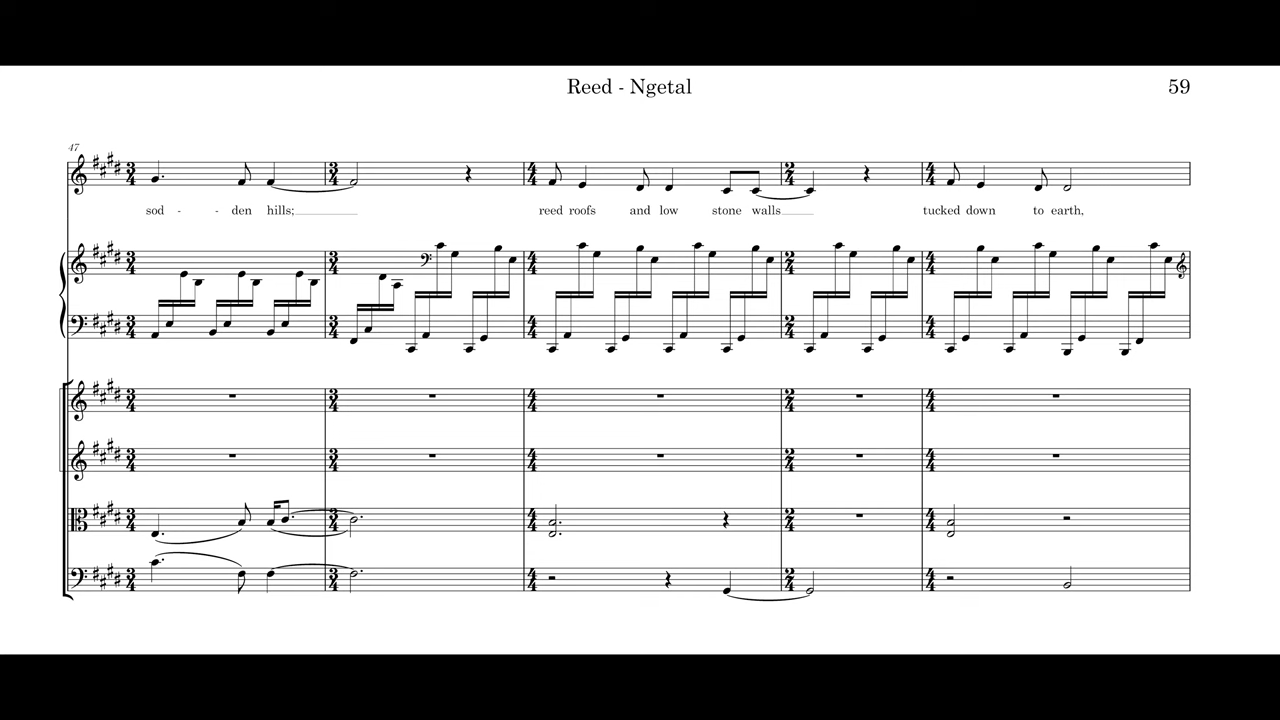 Reed - Ngetal 59
47
sod - - den hills;
reed roofs and low stone walls
tucked down to earth,